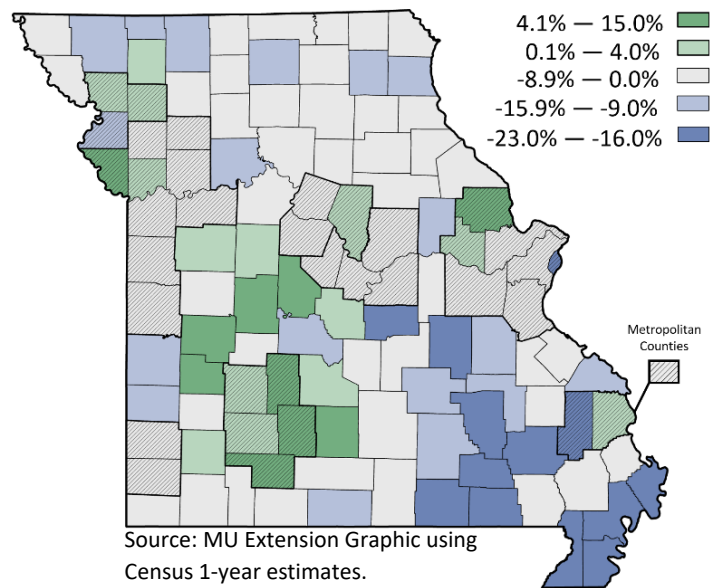 4.1% — 15.0%
0.1% — 4.0%
-8.9% — 0.0%
-15.9% — -9.0%
-23.0% — -16.0%
Metropolitan
Counties
Source: MU Extension Graphic using
Census 1-year estimates.